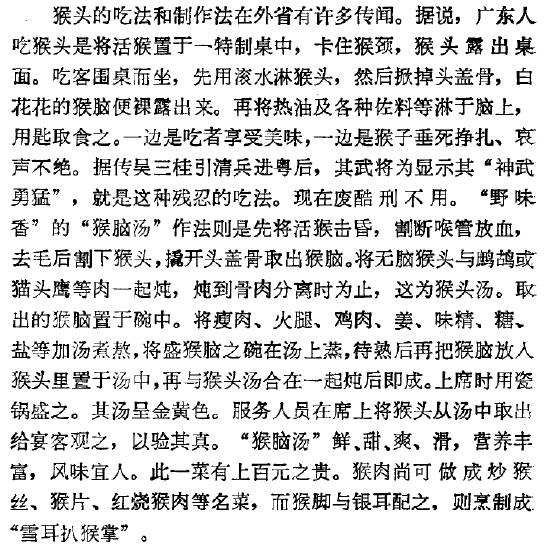 猴头的吃法和制作法在外省有许多传闻。据说，广东人
吃猴头是将活猴置于一特制桌中，卡住猴颈，猴头露出桌
面。吃客围桌而坐，先用滚水淋猴头，然后掀掉头盖骨，白
花花的猴脑便裸露出来。再将热油及各种佐料等淋于脑上，
用匙取食之。一边是吃者享受美味，一边是猴子垂死挣扎、哀
声不绝。据传吴三桂引清兵进粤后，其武将为显示其“神武
勇猛”，就是这种残忍的吃法。现在废酷刑不用。“野味
香”的“猴脑汤”作法则是先将活猴击昏，割断喉管放血，
去毛后割下猴头，撬开头盖骨取出猴脑。将无脑猴头与鹧鸪或
猫头鹰等肉一起炖，炖到骨肉分离时为止，这为猴头汤。取
出的猴脑置于碗中。将瘦肉、火腿、鸡肉、姜、味精、糖、
盐等加汤煮熬，将盛猴脑之碗在汤上蒸，待熟后再把猴脑放入
猴头里置于汤中，再与猴头汤合在一起炖后即成。上席时用瓷
锅盛之。其汤呈金黄色。服务人员在席上将猴头从汤中取出
给宴客观之，以验其真。“猴脑汤”鲜、甜、爽、滑，营养丰
富，风味宜人。此一菜有上百元之贵。猴肉尚可做成炒猴
丝、猴片、红烧猴肉等名菜，而猴脚与银耳配之，则烹制成
“雪耳扒猴掌”。